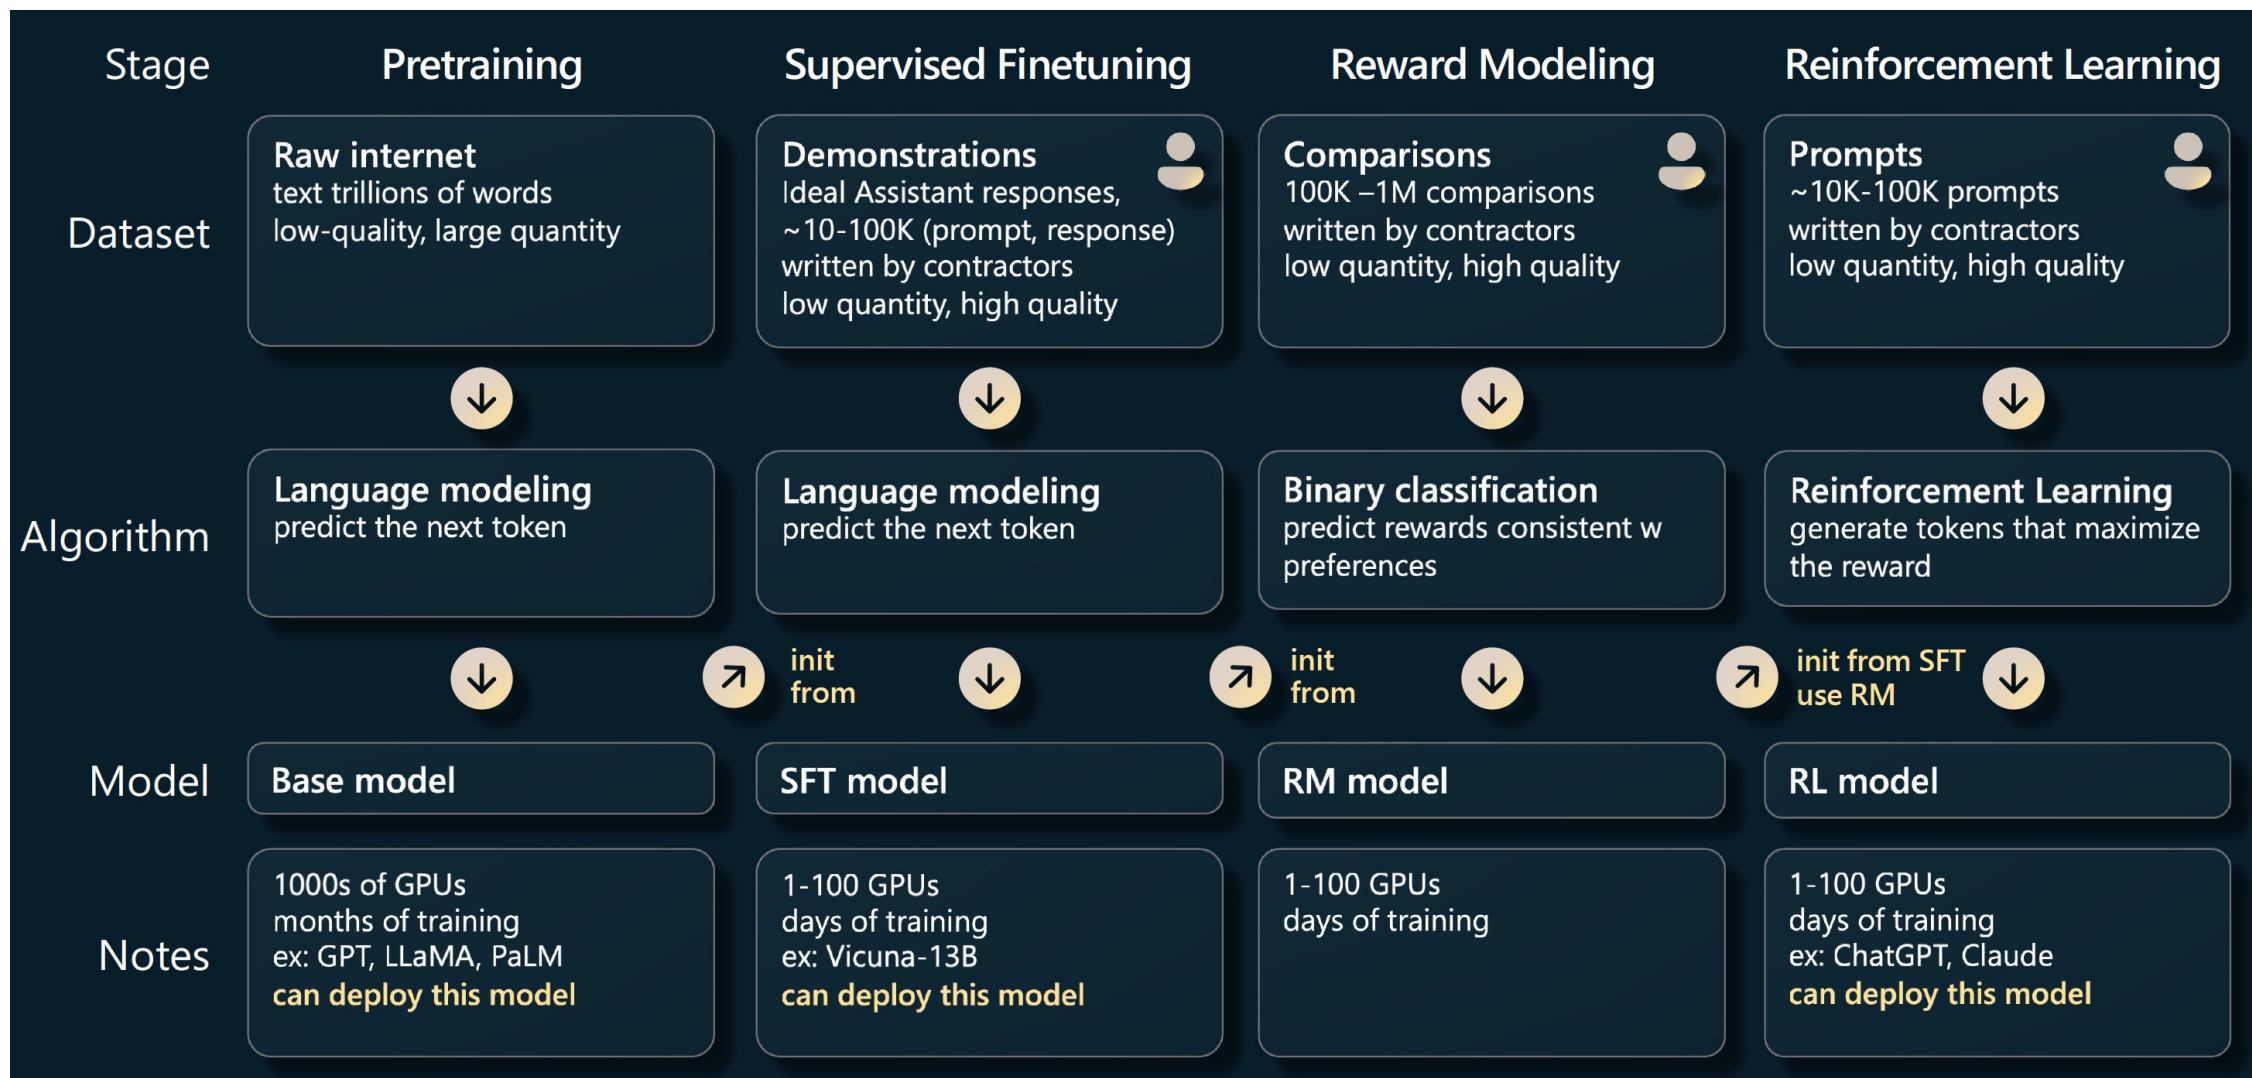 Stage
Pretraining
Supervised Finetuning
Reward Modeling
Reinforcement Learning
Dataset
Raw internet
text trillions of words
low-quality, large quantity
Demonstrations
Ideal Assistant responses,
~10-100K (prompt, response)
written by contractors
low quantity, high quality
Comparisons
100K –1M comparisons
written by contractors
low quantity, high quality
Prompts
~10K-100K prompts
written by contractors
low quantity, high quality
Algorithm
Language modeling
predict the next token
Language modeling
predict the next token
Binary classification
predict rewards consistent w
preferences
Reinforcement Learning
generate tokens that maximize
the reward
init
from
init
from
init from SFT
use RM
Model
Base model
SFT model
RM model
RL model
Notes
1000s of GPUs
months of training
ex: GPT, LLaMA, PaLM
can deploy this model
1-100 GPUs
days of training
ex: Vicuna-13B
can deploy this model
1-100 GPUs
days of training
1-100 GPUs
days of training
ex: ChatGPT, Claude
can deploy this model